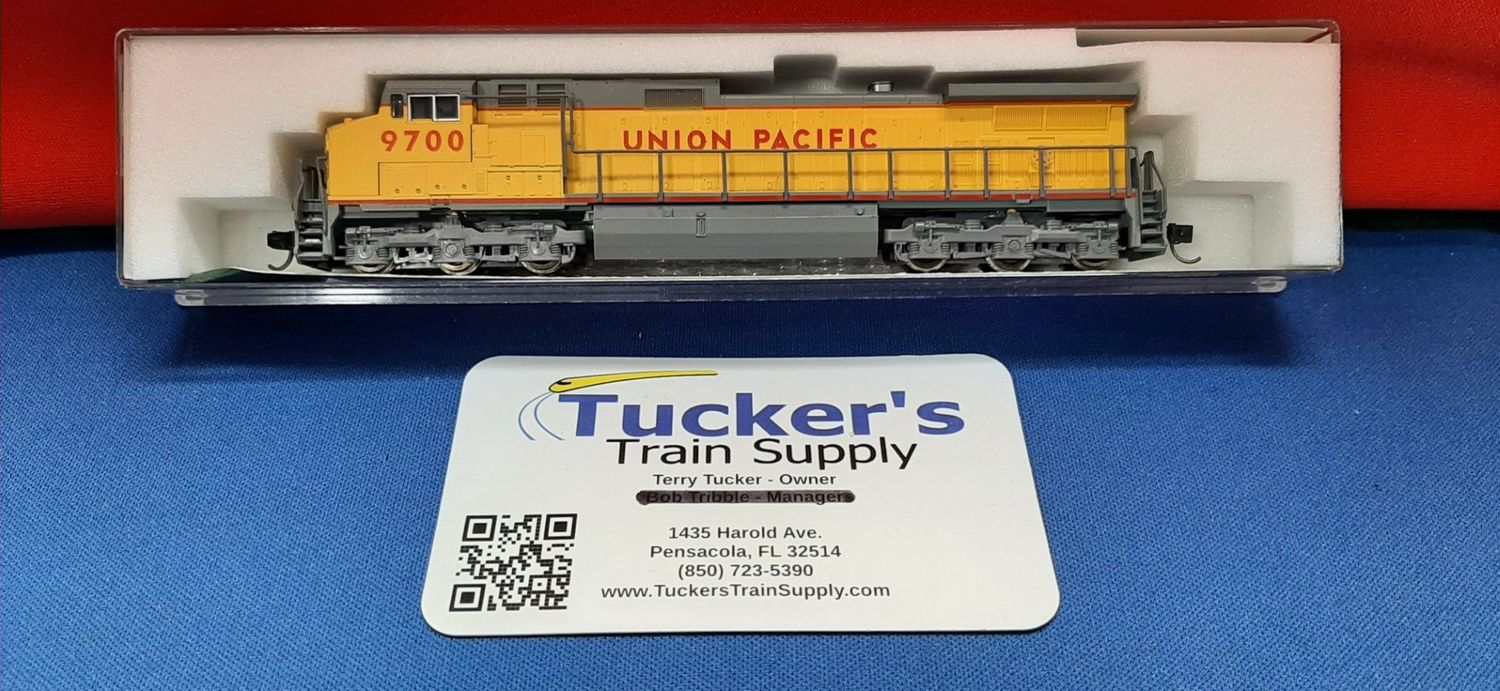 9700
UNION PACIFIC
Tucker's
Train Supply
Terry Tucker - Owner
Bob Tribble - Manager
1435 Harold Ave.
Pensacola, FL 32514
(850) 723-5390
www.TuckersTrainSupply.com